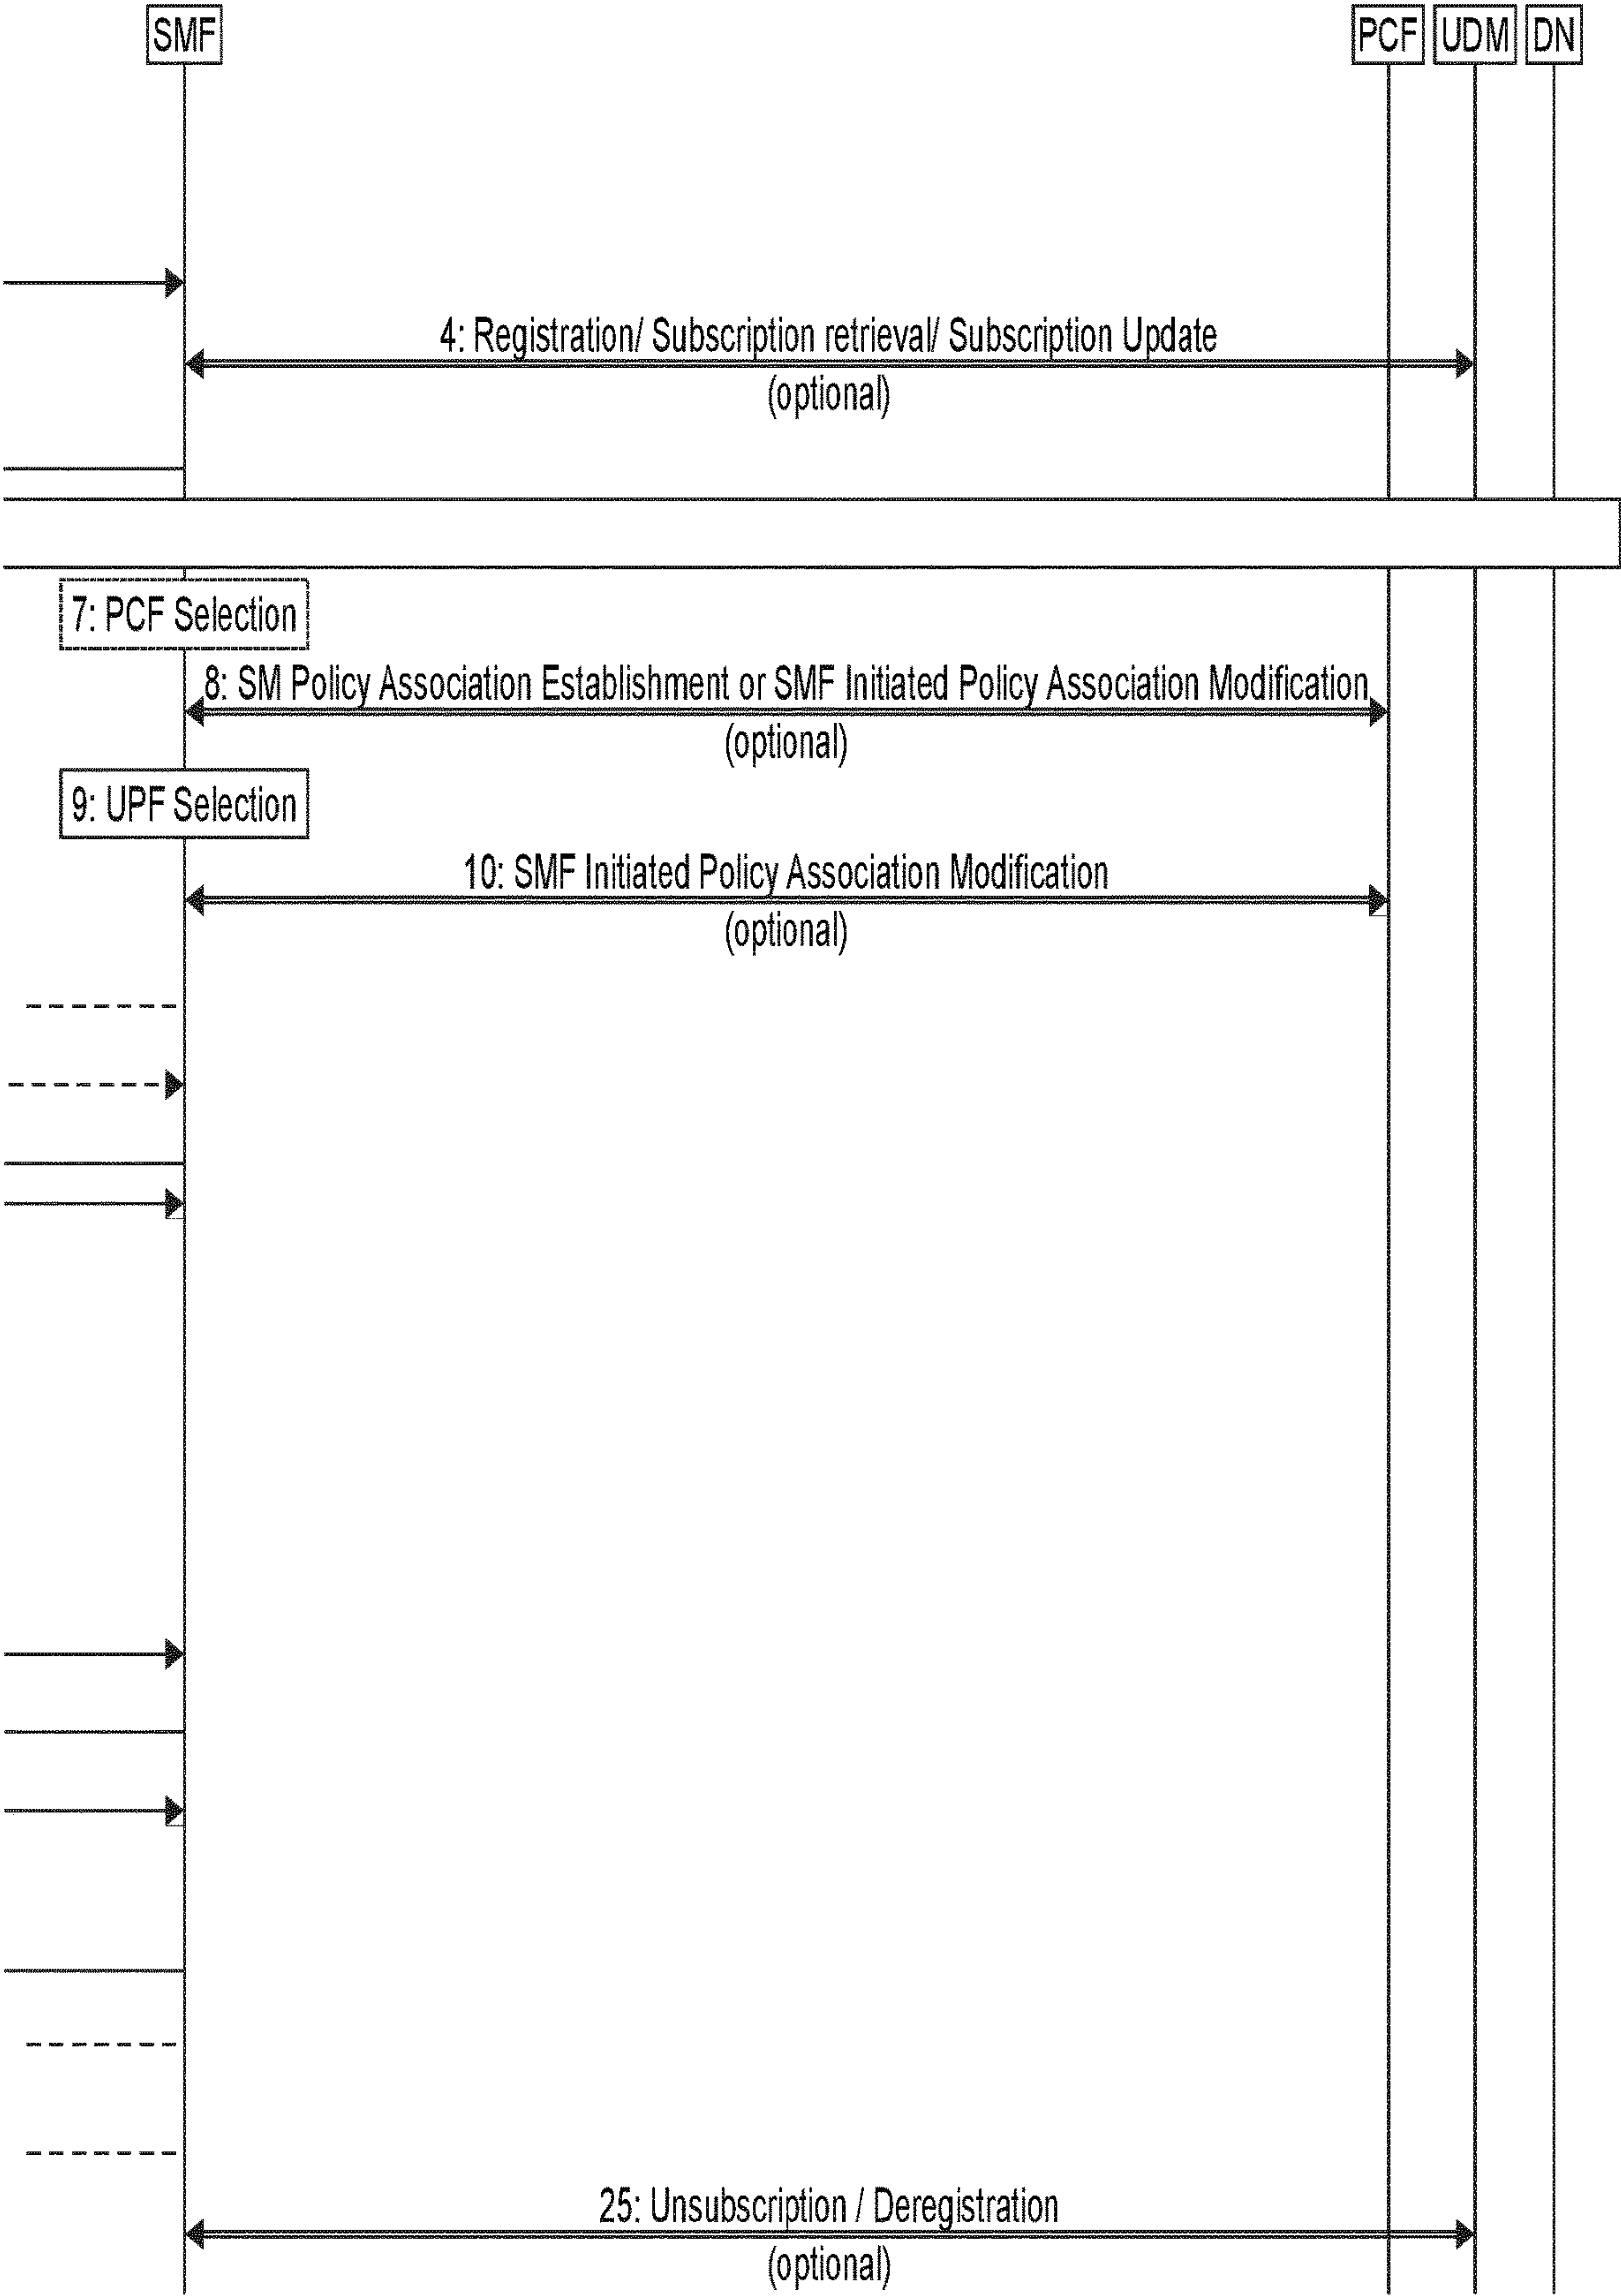 SMF
PCF
UDM
DN
4: Registration/ Subscription retrieval/ Subscription Update
(optional)
7: PCF Selection
8: SM Policy Association Establishment or SMF Initiated Policy Association Modification
(optional)
9: UPF Selection
10: SMF Initiated Policy Association Modification
(optional)
25: Unsubscription / Deregistration
(optional)